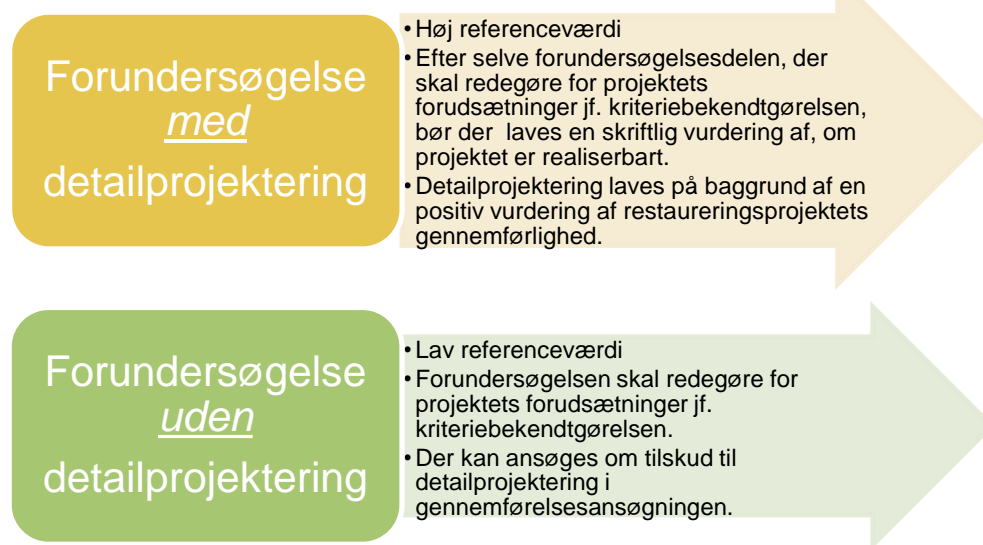 Forundersøgelse
med
detailprojektering
• Høj referenceværdi
• Efter selve forundersøgelsesdelen, der
skal redegøre for projektets
forudsætninger jf. kriteriebekendtgørelsen,
bør der laves en skriftlig vurdering af, om
projektet er realiserbart.
• Detailprojektering laves på baggrund af en
positiv vurdering af restaureringsprojektets
gennemførlighed.
Forundersøgelse
uden
detailprojektering
• Lav referenceværdi
• Forundersøgelsen skal redegøre for
projektets forudsætninger jf.
kriteriebekendtgørelsen.
• Der kan ansøges om tilskud til
detailprojektering i
gennemførelsesansøgningen.